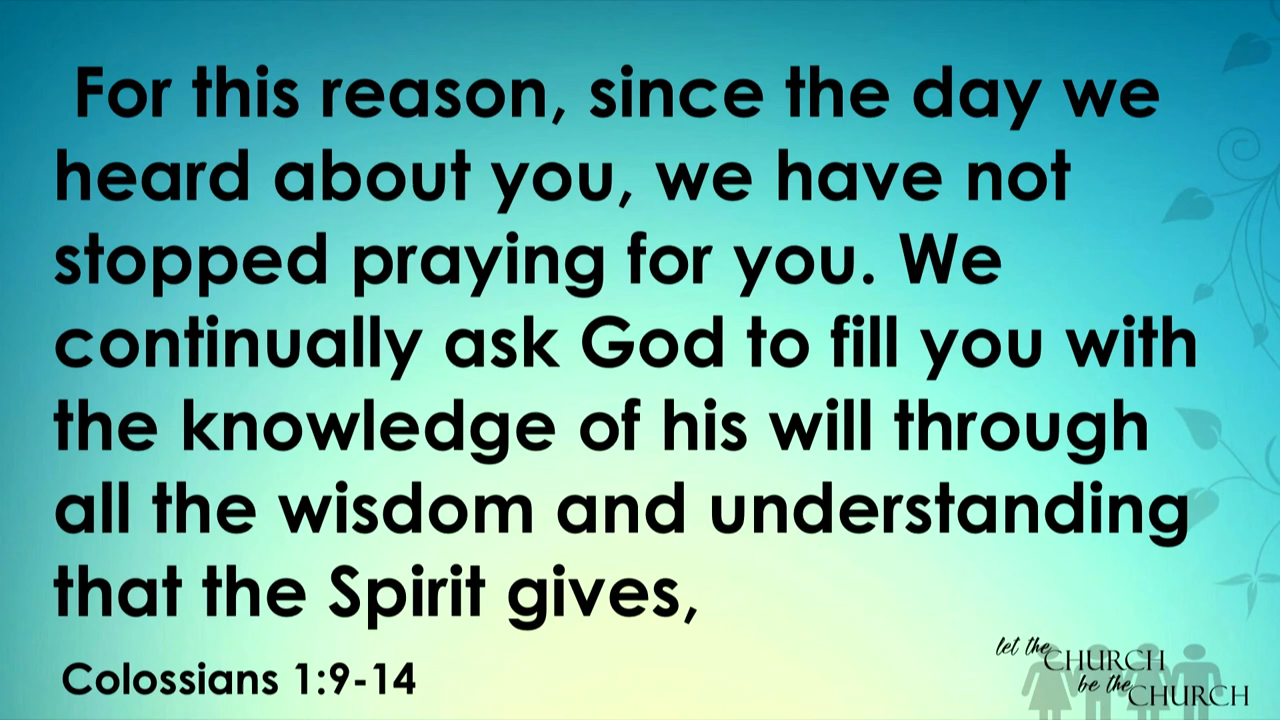 For this reason, since the day we
heard about you, we have not
stopped praying for you. We
continually ask God to fill you with
the knowledge of his will through
all the wisdom and understanding
that the Spirit gives,
Colossians 1:9-14
let the
CHURCH
be the
CHURCH